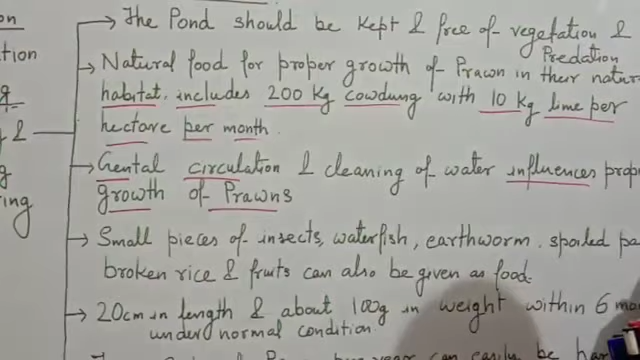 on
tion
The Pond should be kept & free of vegetation &
Predation
Natural food for proper growth of Prawn in their natur
habitat. includes 200 Kg cowdung with 10 kg lime per
hectare per month.
& 
Gental circulation & cleaning of water influences prop
growth of Prawns
ing
Small pieces of insects, waterfish, earthworm, spoiled pa
broken rice & fruits can also be given as food.
20cm in length & about 100g in weight within 6 mo
under normal condition.
can easily be har